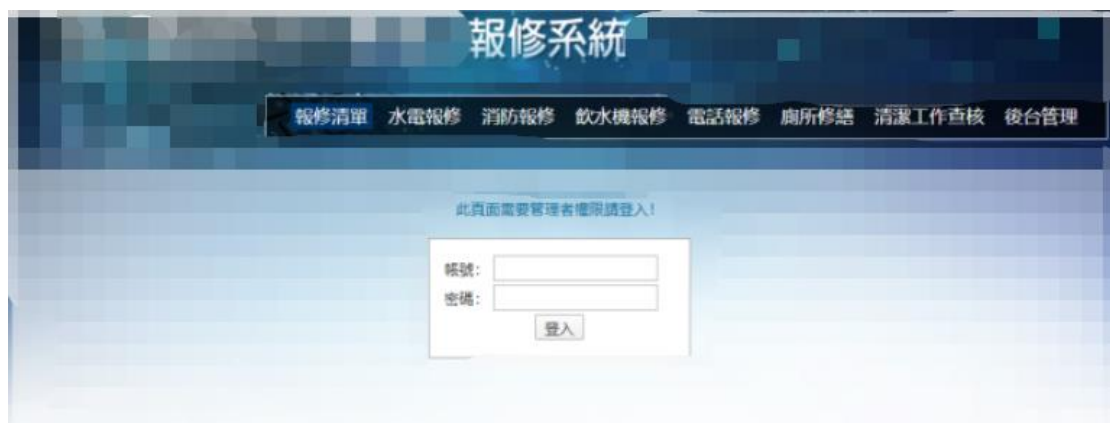 報修系統
報修清單 水電報修 消防報修 飲水機報修 電話報修 廁所修繕 清潔工作查核 後台管理
此頁面需要管理者權限請登入!
帳號:
密碼:
登入